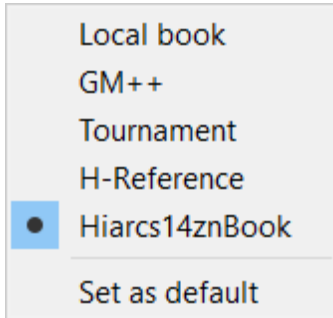 Local book
GM++
Tournament
H-Reference
Hiarcs14znBook
Set as default